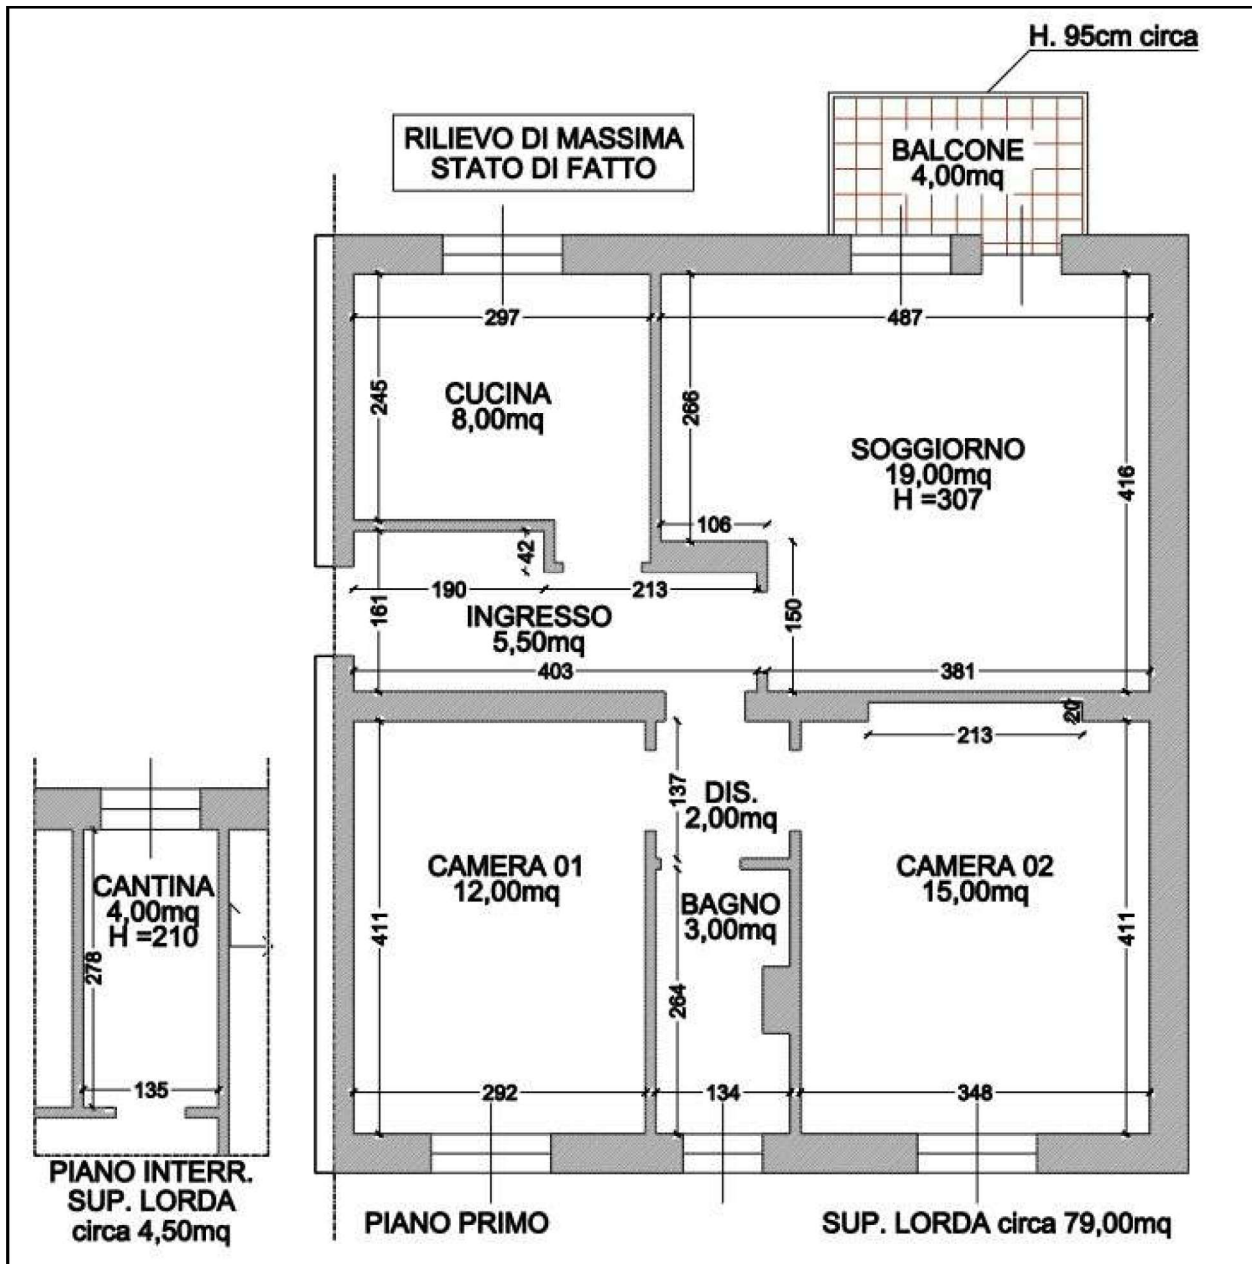 H. 95cm circa
RILIEVO DI MASSIMA
STATO DI FATTO
BALCONE
4,00mq
297
487
245
CUCINA
8,00mq
266
SOGGIORNO
19,00mq
H =307
416
106
42
190
213
161
INGRESSO
5,50mq
150
403
381
20
213
137
DIS.
2,00mq
CAMERA 01
12,00mq
CAMERA 02
15,00mq
BAGNO
3,00mq
411
411
264
292
134
348
CANTINA
4,00mq
H =210
278
135
PIANO INTERR.
SUP. LORDA
circa 4,50mq
PIANO PRIMO
SUP. LORDA circa 79,00mq